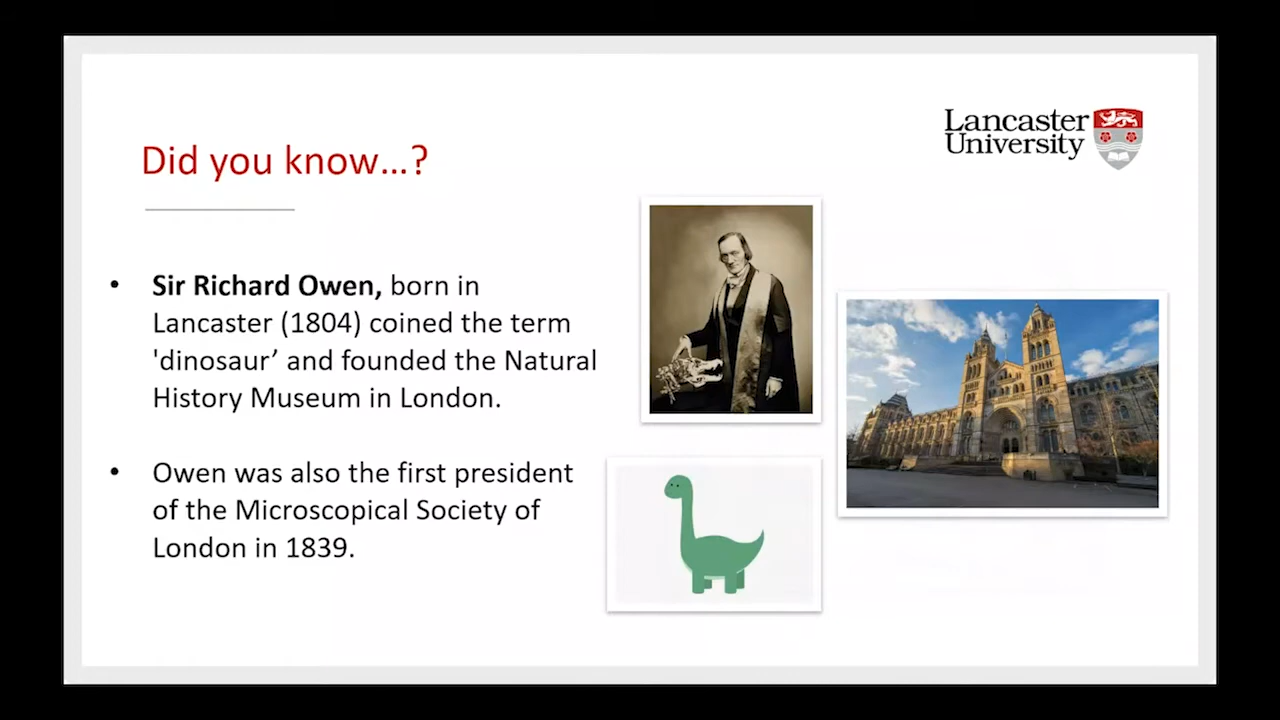 Lancaster
University
Did you know...?
• Sir Richard Owen, born in
Lancaster (1804) coined the term
'dinosaur’ and founded the Natural
History Museum in London.
• Owen was also the first president
of the Microscopical Society of
London in 1839.